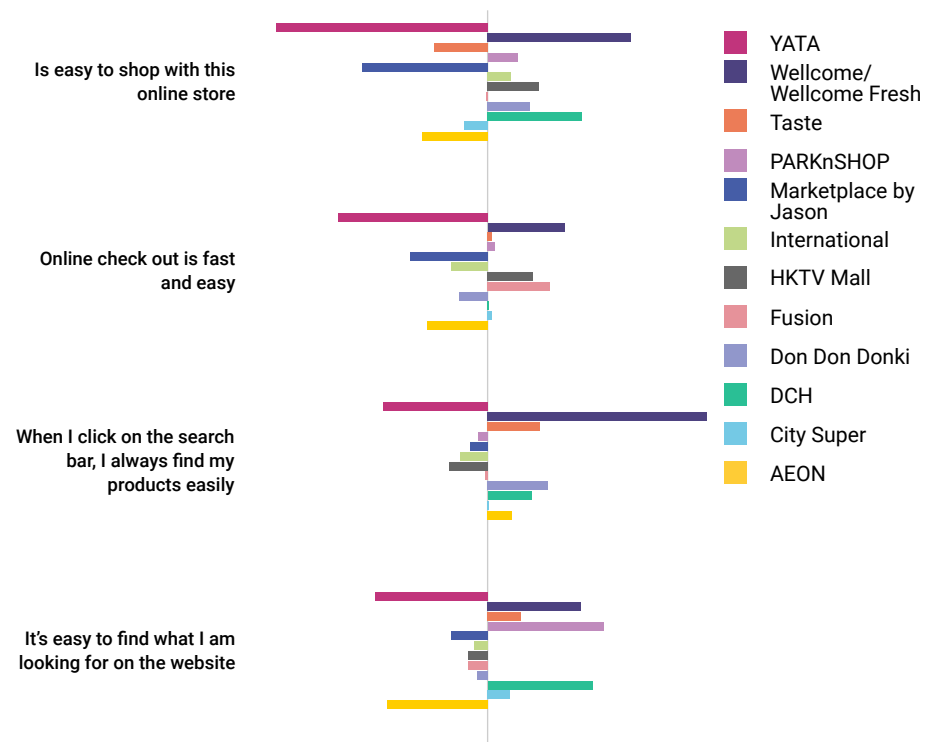 Is easy to shop with this
online store
Online check out is fast
and easy
When I click on the search
bar, I always find my
products easily
It's easy to find what I am
looking for on the website
YATA
Wellcome/
Wellcome Fresh
Taste
PARKnSHOP
Marketplace by
Jason
International
HKTV Mall
Fusion
Don Don Donki
DCH
City Super
AEON